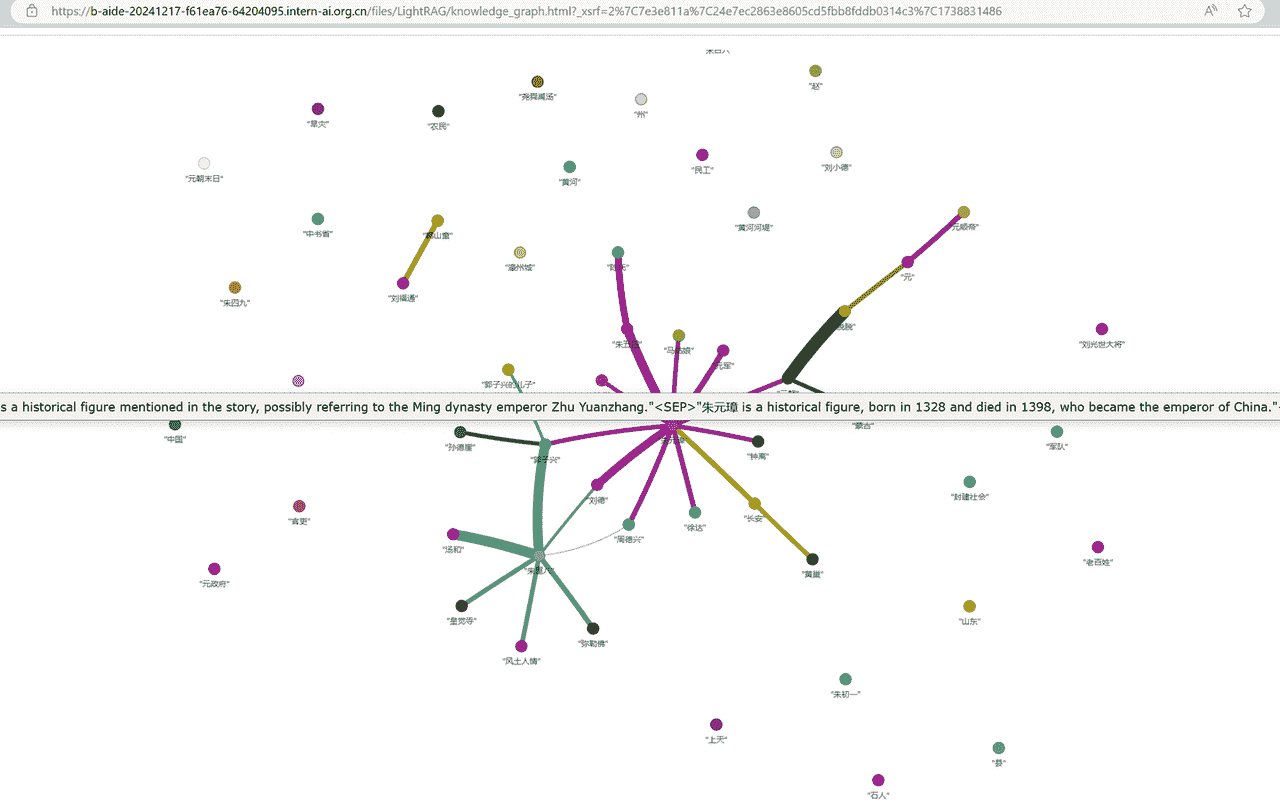 https://b-aide-20241217-f61ea76-64204095.intern-ai.org.cn/files/LightRAG/knowledge_graph.html?_xsrf=2%7C7e3e811a%7C24e7ec2863e8605cd5fbb8fddb0314c3%7C1738831486
"赵"
"尧舜禹汤"
"州"
"农民"
"民工"
"刘小德"
"元朝末日"
"黄河"
"中书省"
"黄河河堤"
"元顺帝"
"濠州城"
"元"
"刘福通"
"朱四九"
"刘光世大将"
"马姑娘"
"元军"
"郭子兴的儿子"
s a historical figure mentioned in the story, possibly referring to the Ming dynasty emperor Zhu Yuanzhang."<SEP>"朱元璋 is a historical figure, born in 1328 and died in 1398, who became the emperor of China."
"蒙古"
"中国"
"孙德崖"
"军队"
"郭子兴"
"钟离"
"刘德"
"封建社会"
"官吏"
"长安"
"徐达"
"周德兴"
"汤和"
"老百姓"
"黄巢"
"元政府"
"皇觉寺"
"山东"
"弥勒佛"
"风土人情"
"朱初一"
"上天"
"县"
"石人"